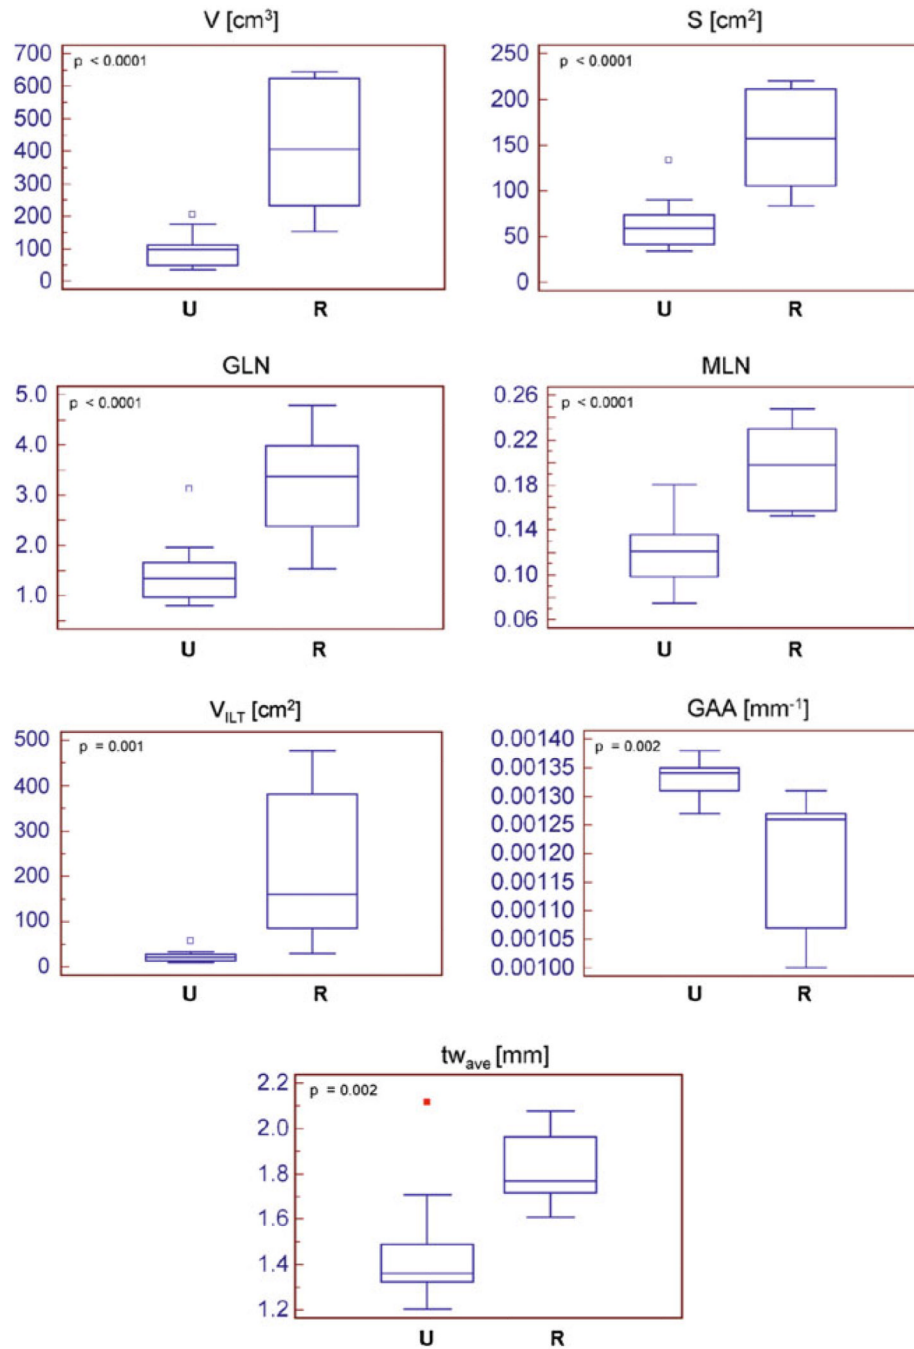 V [cm³]
p < 0.0001
700
600
500
400
300
200
100
0
U R
S [cm²]
p < 0.0001
250
200
150
100
50
0
U R
GLN
p < 0.0001
5.0
4.0
3.0
2.0
1.0
U R
MLN
p < 0.0001
0.26
0.22
0.18
0.14
0.10
0.06
U R
V_ILT [cm²]
p = 0.001
500
400
300
200
100
0
U R
GAA [mm⁻¹]
p = 0.002
0.00140
0.00135
0.00130
0.00125
0.00120
0.00115
0.00110
0.00105
0.00100
U R
tw_ave [mm]
p = 0.002
2.2
2.0
1.8
1.6
1.4
1.2
U R